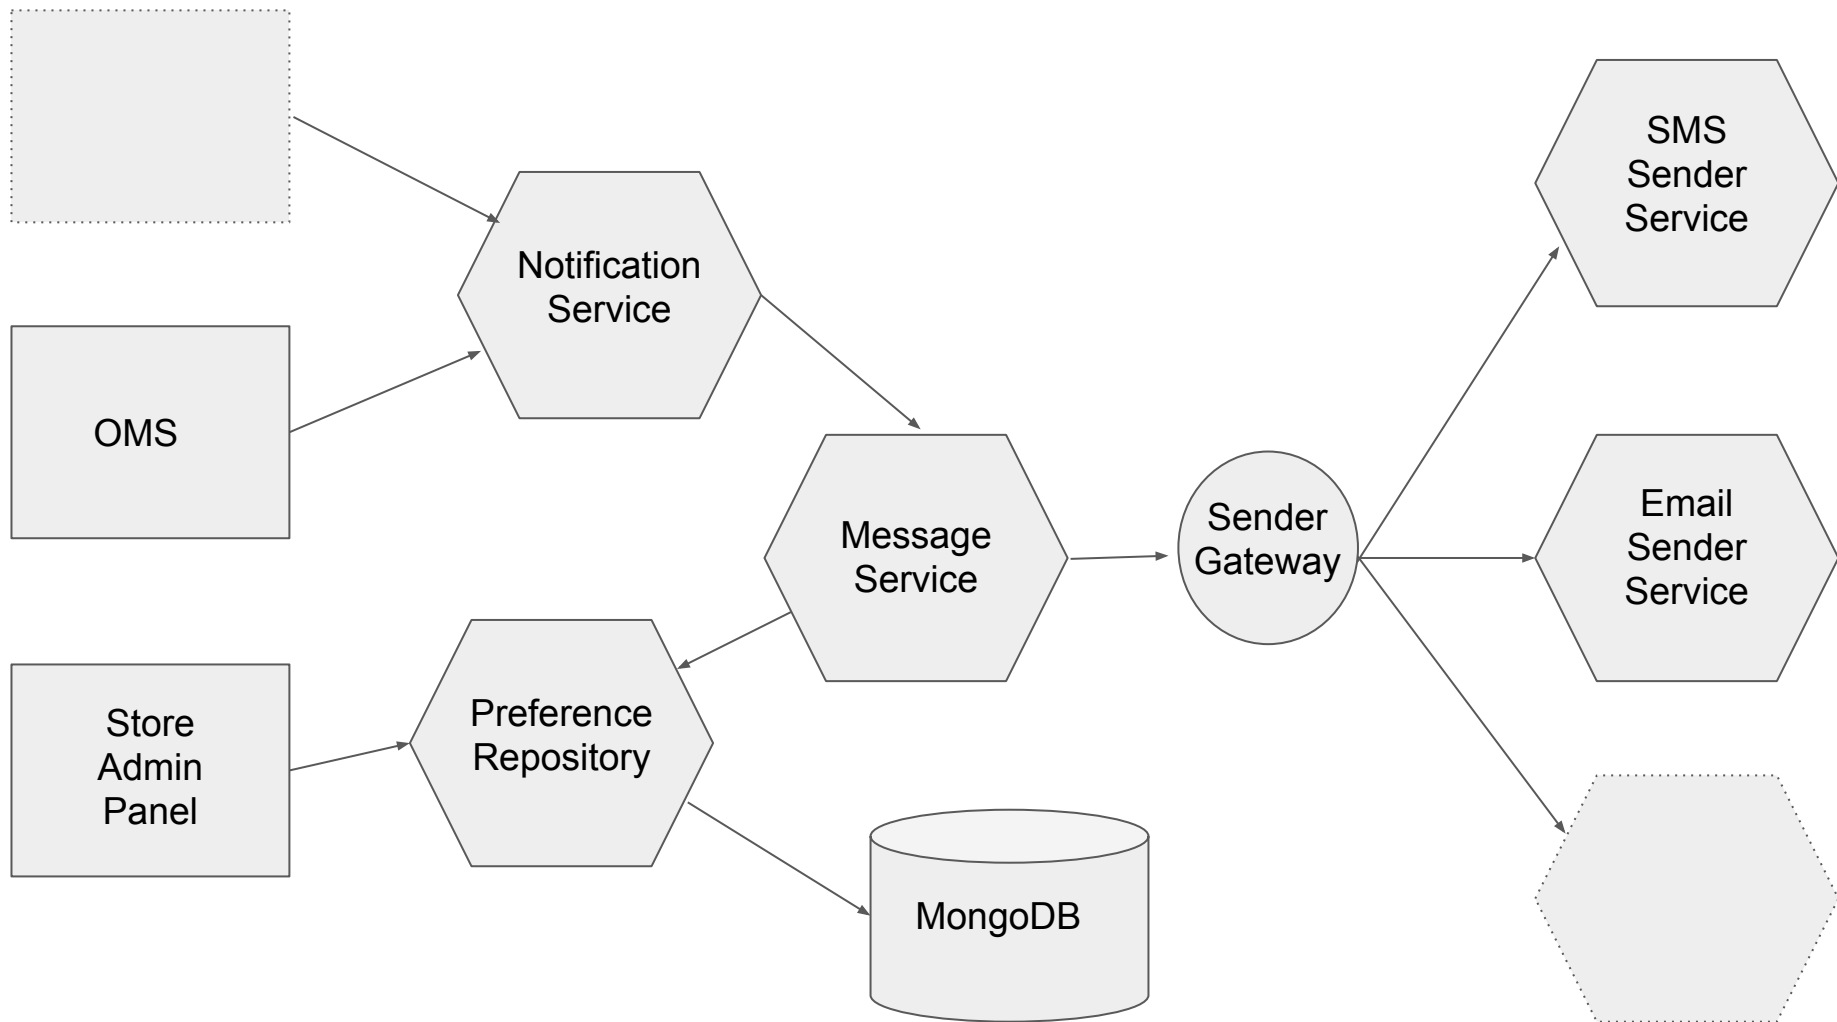 Notification
Service
OMS
Store
Admin
Panel
Preference
Repository
Message
Service
MongoDB
Sender
Gateway
SMS
Sender
Service
Email
Sender
Service